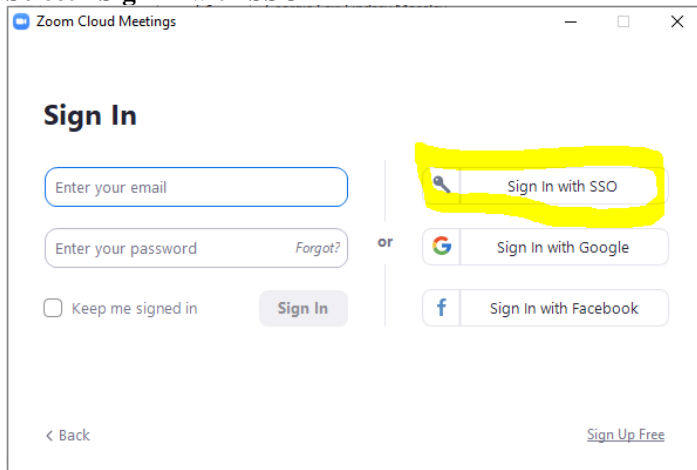 Zoom Cloud Meetings
Sign In
Enter your email
Enter your password
Forgot?
Keep me signed in
Sign In
or
Sign In with SSO
Sign In with Google
Sign In with Facebook
< Back
Sign Up Free